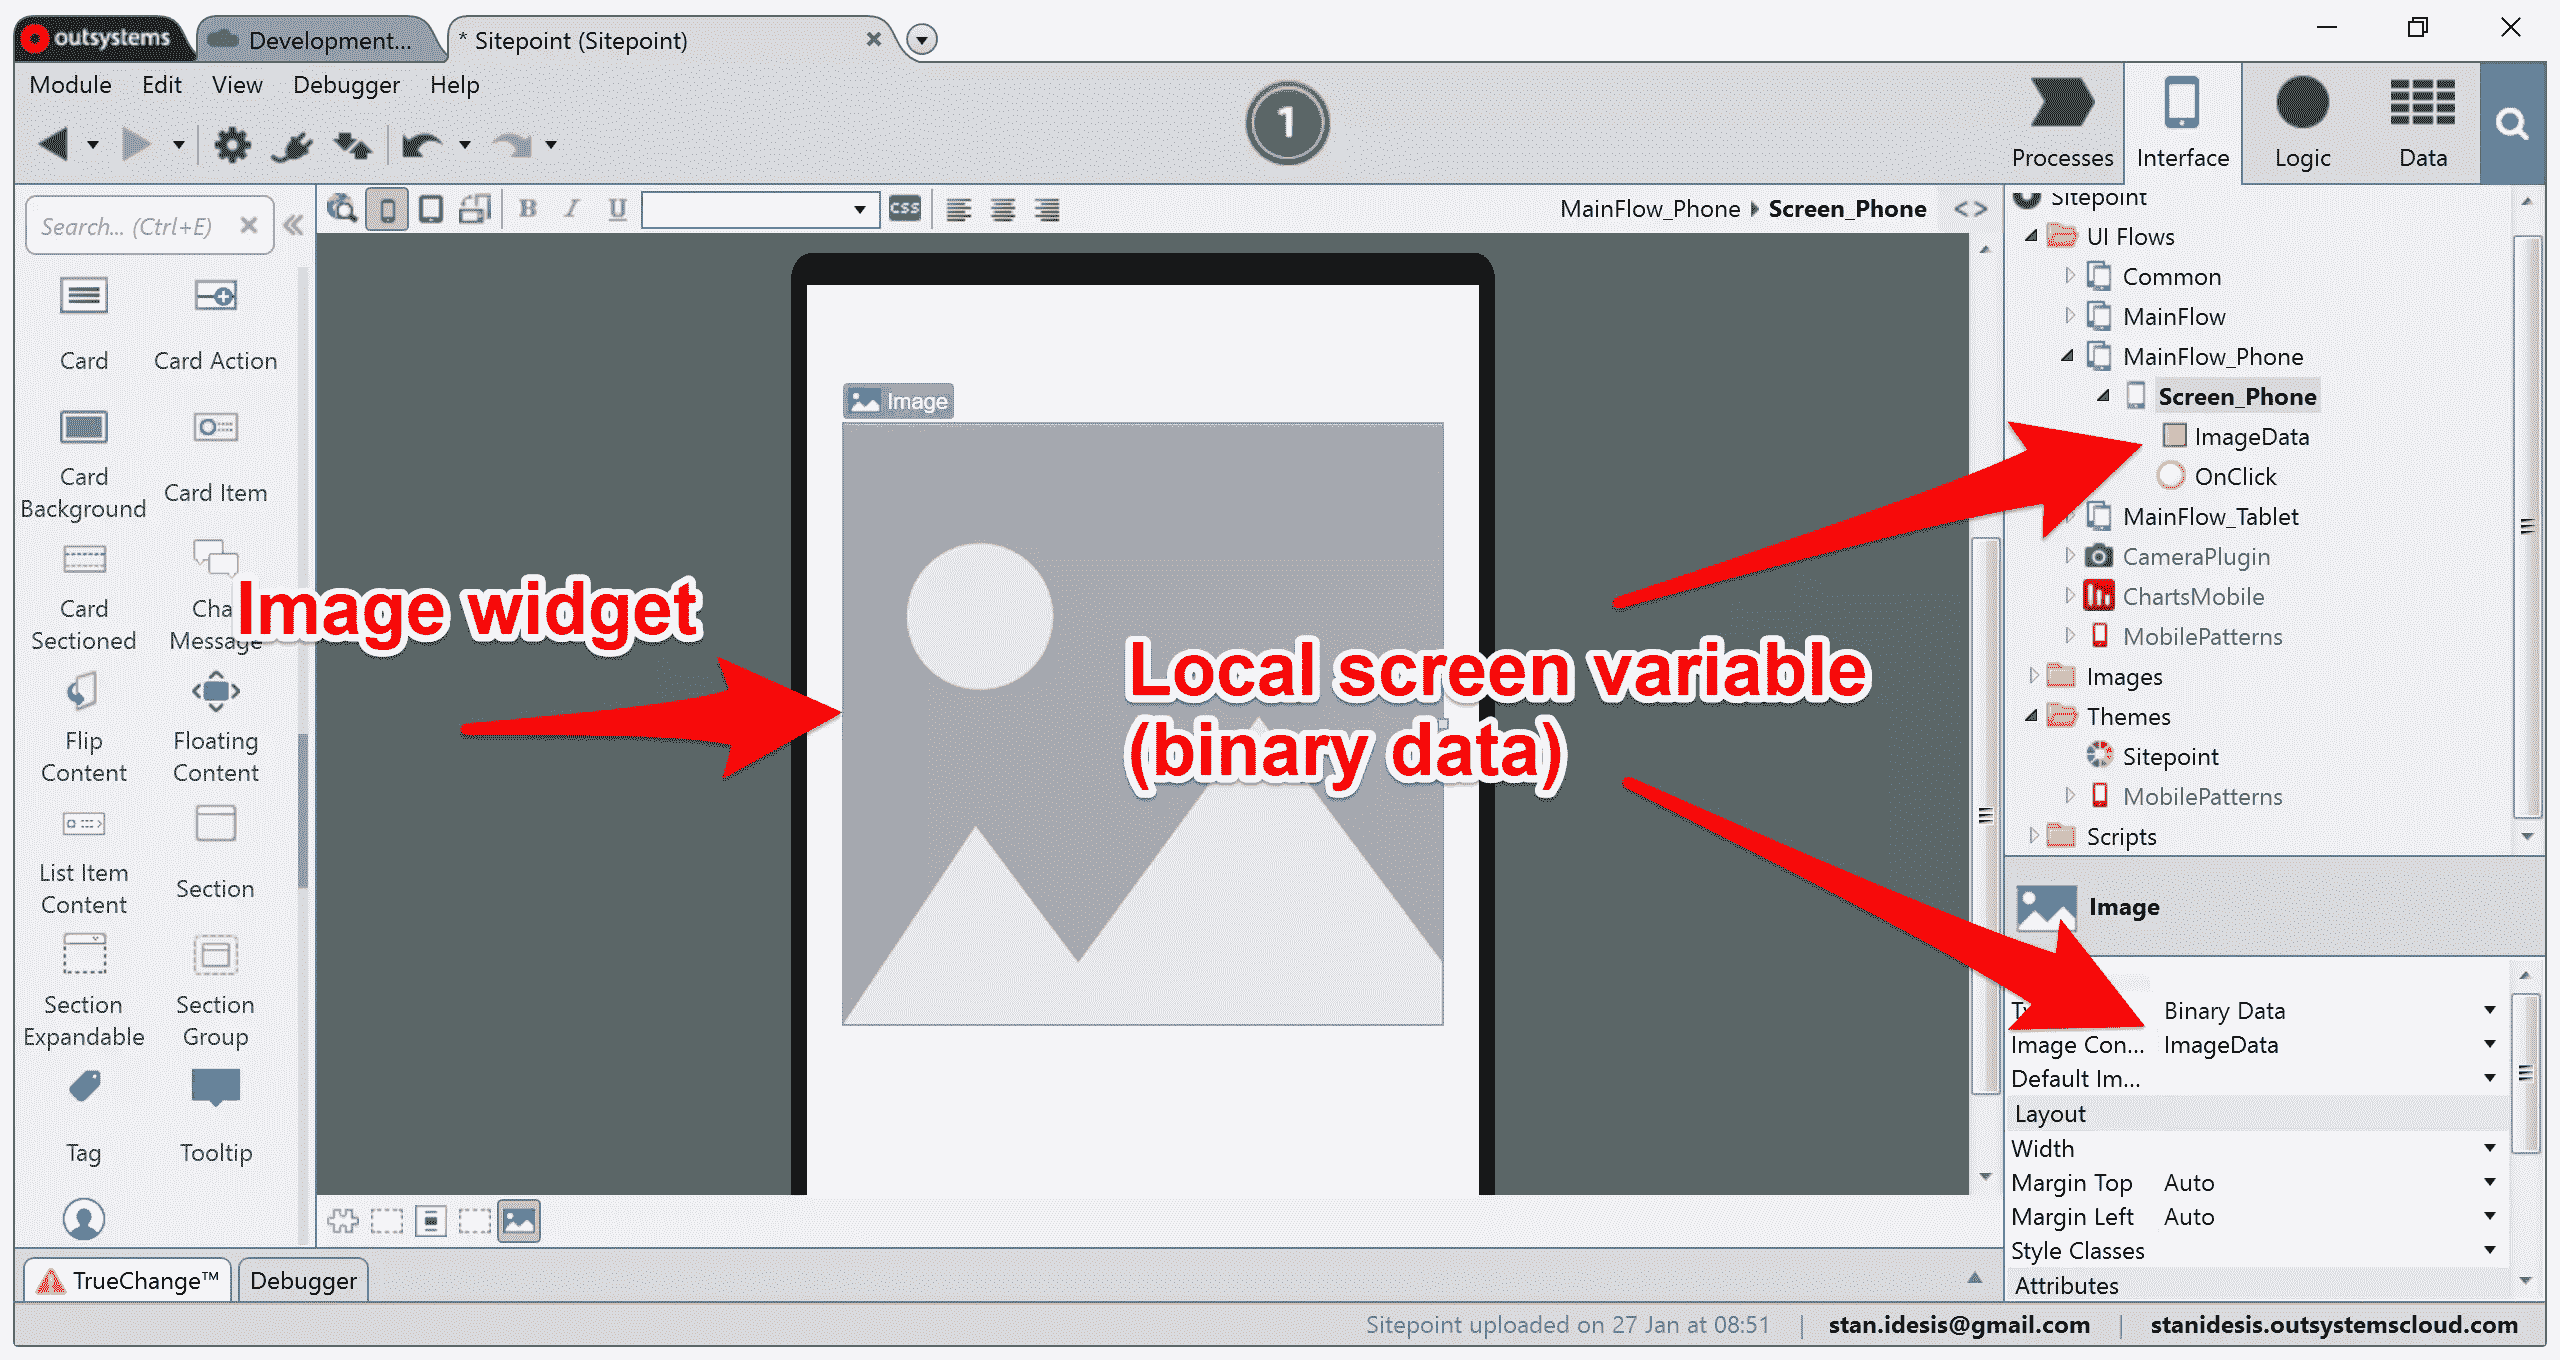 outsystems
Development...
* Sitepoint (Sitepoint)
Module Edit View Debugger Help
1
Processes Interface Logic Data
Search... (Ctrl+E)
B I U
css
MainFlow_Phone Screen_Phone
Card
Card Action
Card
Background
Card Item
Card
Sectioned
Message
Flip
Content
Floating
Content
List Item
Content
Section
Section
Expandable
Section
Group
Tag
Tooltip
Image
Image widget
Local screen variable
(binary data)
Sitepoint
UI Flows
Common
MainFlow
MainFlow_Phone
Screen_Phone
ImageData
OnClick
MainFlow_Tablet
CameraPlugin
ChartsMobile
MobilePatterns
Images
Themes
Sitepoint
MobilePatterns
Scripts
Image
Binary Data
Image Con... ImageData
Default Im...
Layout
Width
Margin Top Auto
Margin Left Auto
Style Classes
Attributes
TrueChange™ Debugger
Sitepoint uploaded on 27 Jan at 08:51 | stan.idesis@gmail.com | stanidesis.outsystemscloud.com